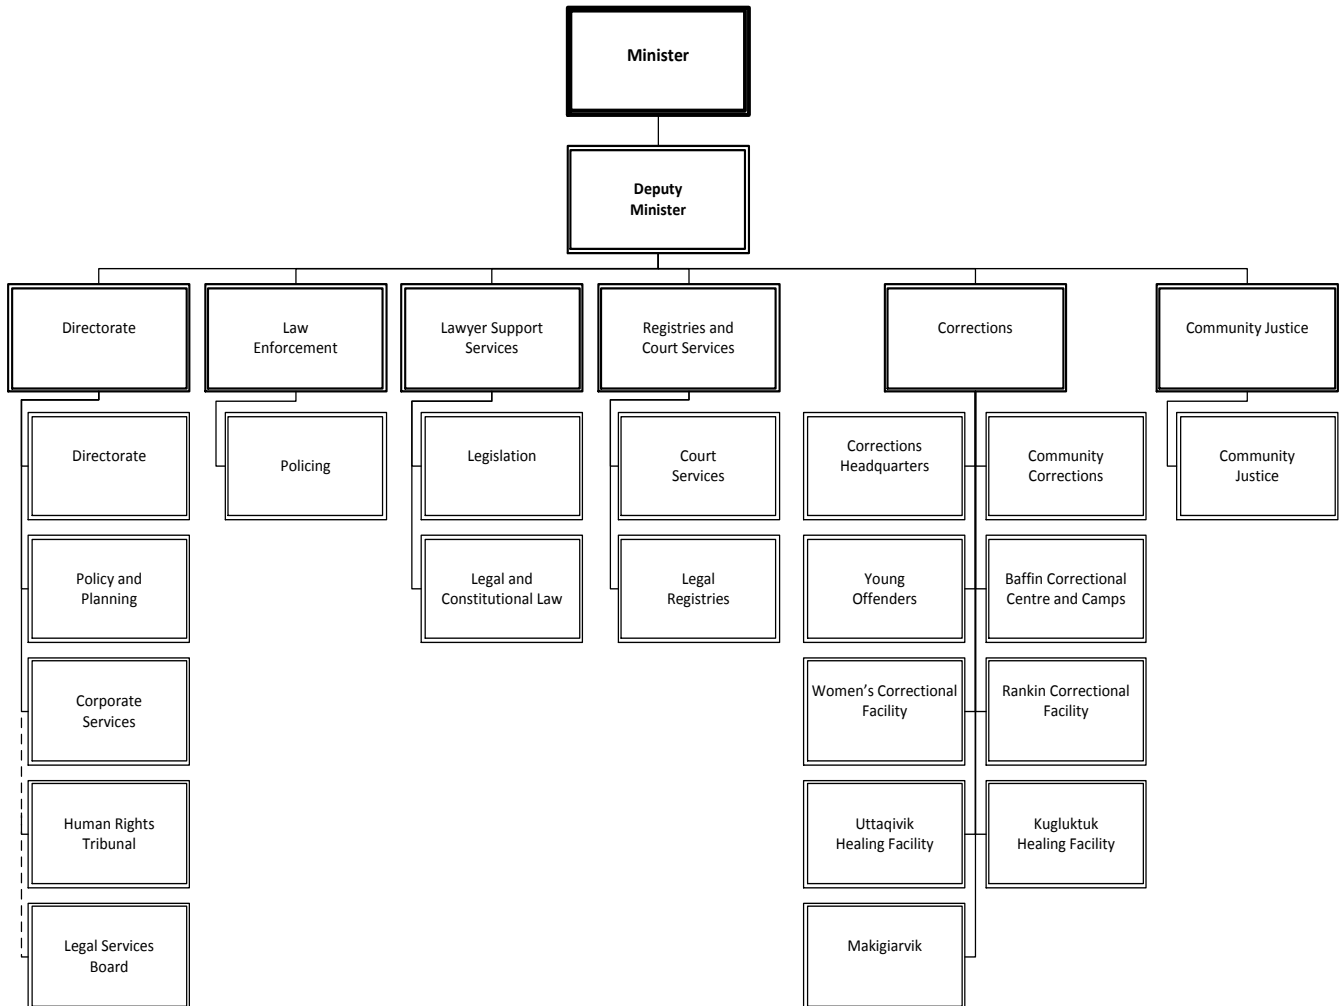 Minister
Deputy
Minister
Directorate
Law
Enforcement
Lawyer Support
Services
Registries and
Court Services
Corrections
Community Justice
Directorate
Policing
Legislation
Court
Services
Corrections
Headquarters
Community
Corrections
Community
Justice
Policy and
Planning
Legal and
Constitutional Law
Legal
Registries
Young
Offenders
Baffin Correctional
Centre and Camps
Corporate
Services
Women's Correctional
Facility
Rankin Correctional
Facility
Human Rights
Tribunal
Uttaqivik
Healing Facility
Kugluktuk
Healing Facility
Legal Services
Board
Makigiarvik